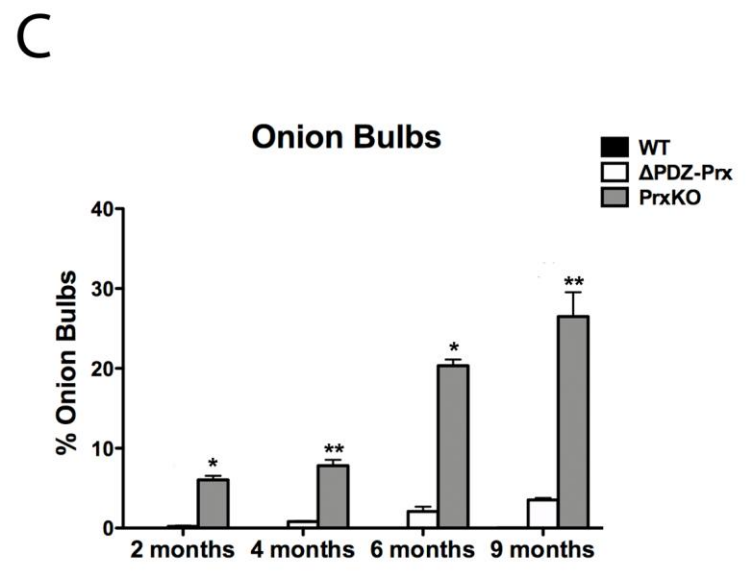 C
Onion Bulbs
WT
ΔPDZ-Prx
PrxKO
% Onion Bulbs
40
30
20
10
0
* ** * **
2 months 4 months 6 months 9 months